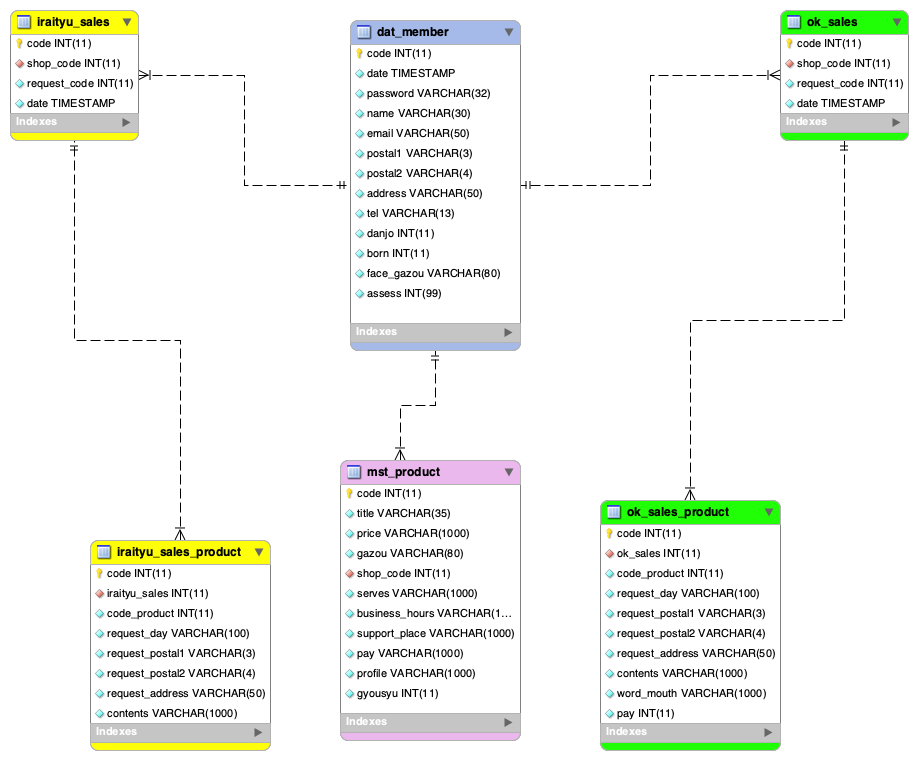 iraityu_sales
code INT(11)
shop_code INT(11)
request_code INT(11)
date TIMESTAMP
Indexes
dat_member
code INT(11)
date TIMESTAMP
password VARCHAR(32)
name VARCHAR(30)
email VARCHAR(50)
postal1 VARCHAR(3)
postal2 VARCHAR(4)
address VARCHAR(50)
tel VARCHAR(13)
danjo INT(11)
born INT(11)
face_gazou VARCHAR(80)
assess INT(99)
Indexes
ok_sales
code INT(11)
shop_code INT(11)
request_code INT(11)
date TIMESTAMP
Indexes
iraityu_sales_product
code INT(11)
iraityu_sales INT(11)
code_product INT(11)
request_day VARCHAR(100)
request_postal1 VARCHAR(3)
request_postal2 VARCHAR(4)
request_address VARCHAR(50)
contents VARCHAR(1000)
Indexes
mst_product
code INT(11)
title VARCHAR(35)
price VARCHAR(1000)
gazou VARCHAR(80)
shop_code INT(11)
serves VARCHAR(1000)
business_hours VARCHAR(1...
support_place VARCHAR(1000)
pay VARCHAR(1000)
profile VARCHAR(1000)
gyousyu INT(11)
Indexes
ok_sales_product
code INT(11)
ok_sales INT(11)
code_product INT(11)
request_day VARCHAR(100)
request_postal1 VARCHAR(3)
request_postal2 VARCHAR(4)
request_address VARCHAR(50)
contents VARCHAR(1000)
word_mouth VARCHAR(1000)
pay INT(11)
Indexes